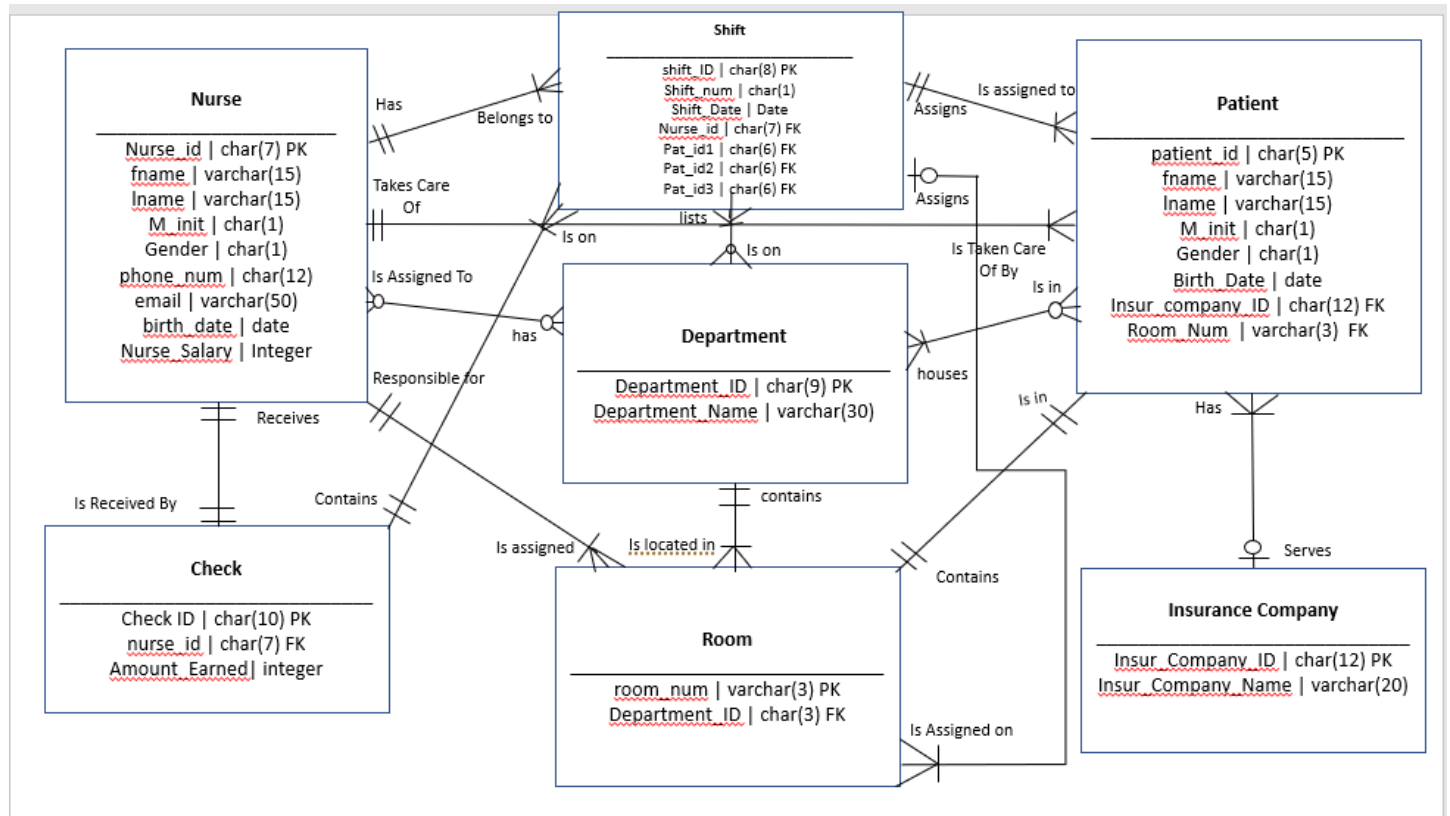 Shift
shift_ID | char(8) PK
Shift_num | char(1)
Shift_Date | Date
Nurse_id | char(7) FK
Pat_id1 | char(6) FK
Pat_id2 | char(6) FK
Pat_id3 | char(6) FK
Nurse
Nurse_id | char(7) PK
fname | varchar(15)
lname | varchar(15)
M_init | char(1)
Gender | char(1)
phone_num | char(12)
email | varchar(50)
birth_date | date
Nurse_Salary | Integer
Has
Belongs to
Takes Care
Of
Is on
lists
Is on
Is Assigned To
has
Responsible for
Receives
Is Received By
Contains
Is assigned
Assigns
Is assigned to
Assigns
Is Taken Care
Of By
Is in
houses
Is in
Patient
patient_id | char(5) PK
fname | varchar(15)
lname | varchar(15)
M_init | char(1)
Gender | char(1)
Birth_Date | date
Insur_company_ID | char(12) FK
Room_Num | varchar(3) FK
Department
Department_ID | char(9) PK
Department_Name | varchar(30)
contains
Is located in
Contains
Has
Serves
Check
Check ID | char(10) PK
nurse_id | char(7) FK
Amount_Earned| integer
Room
room_num | varchar(3) PK
Department_ID | char(3) FK
Is Assigned on
Insurance Company
Insur_Company_ID | char(12) PK
Insur_Company_Name | varchar(20)